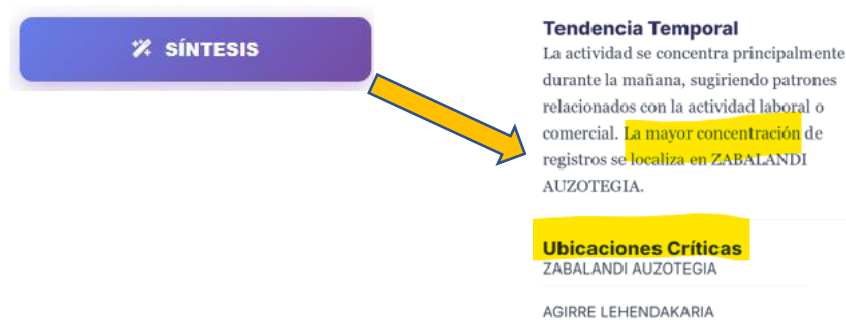 SÍNTESIS
Tendencia Temporal
La actividad se concentra principalmente
durante la mañana, sugiriendo patrones
relacionados con la actividad laboral o
comercial. La mayor concentración de
registros se localiza en ZABALANDI
AUZOTEGIA.
Ubicaciones Críticas
ZABALANDI AUZOTEGIA
AGIRRE LEHENDAKARIA